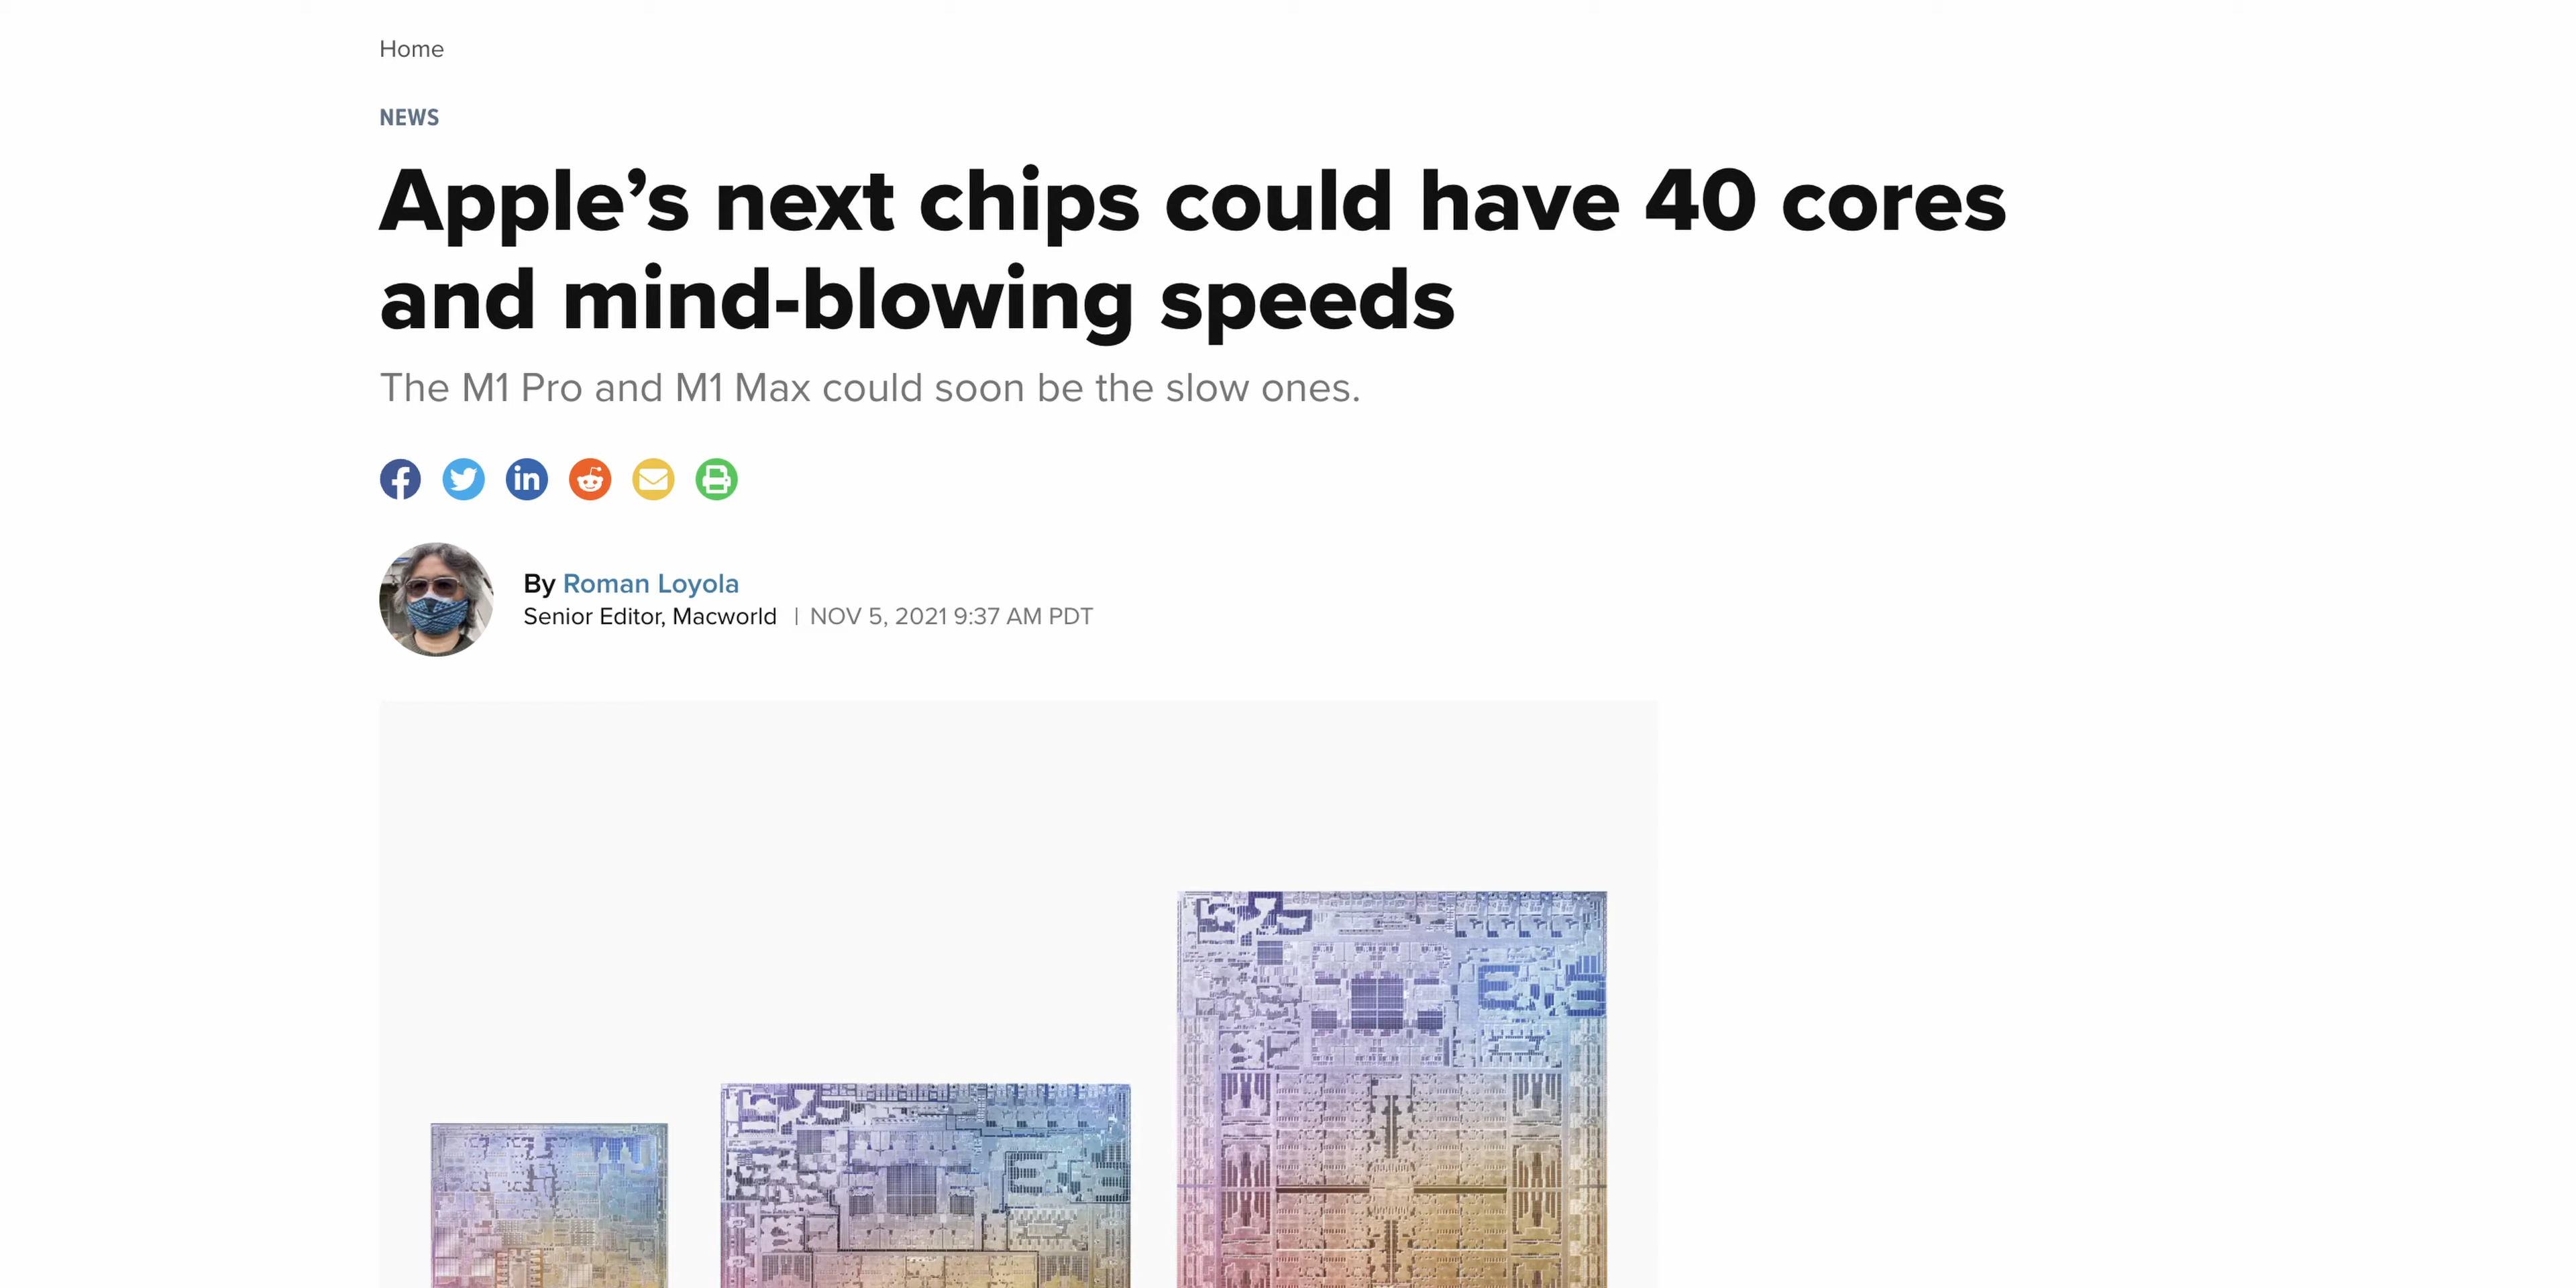 Home
NEWS
Apple’s next chips could have 40 cores
and mind-blowing speeds
The M1 Pro and M1 Max could soon be the slow ones.
By Roman Loyola
Senior Editor, Macworld | NOV 5, 2021 9:37 AM PDT